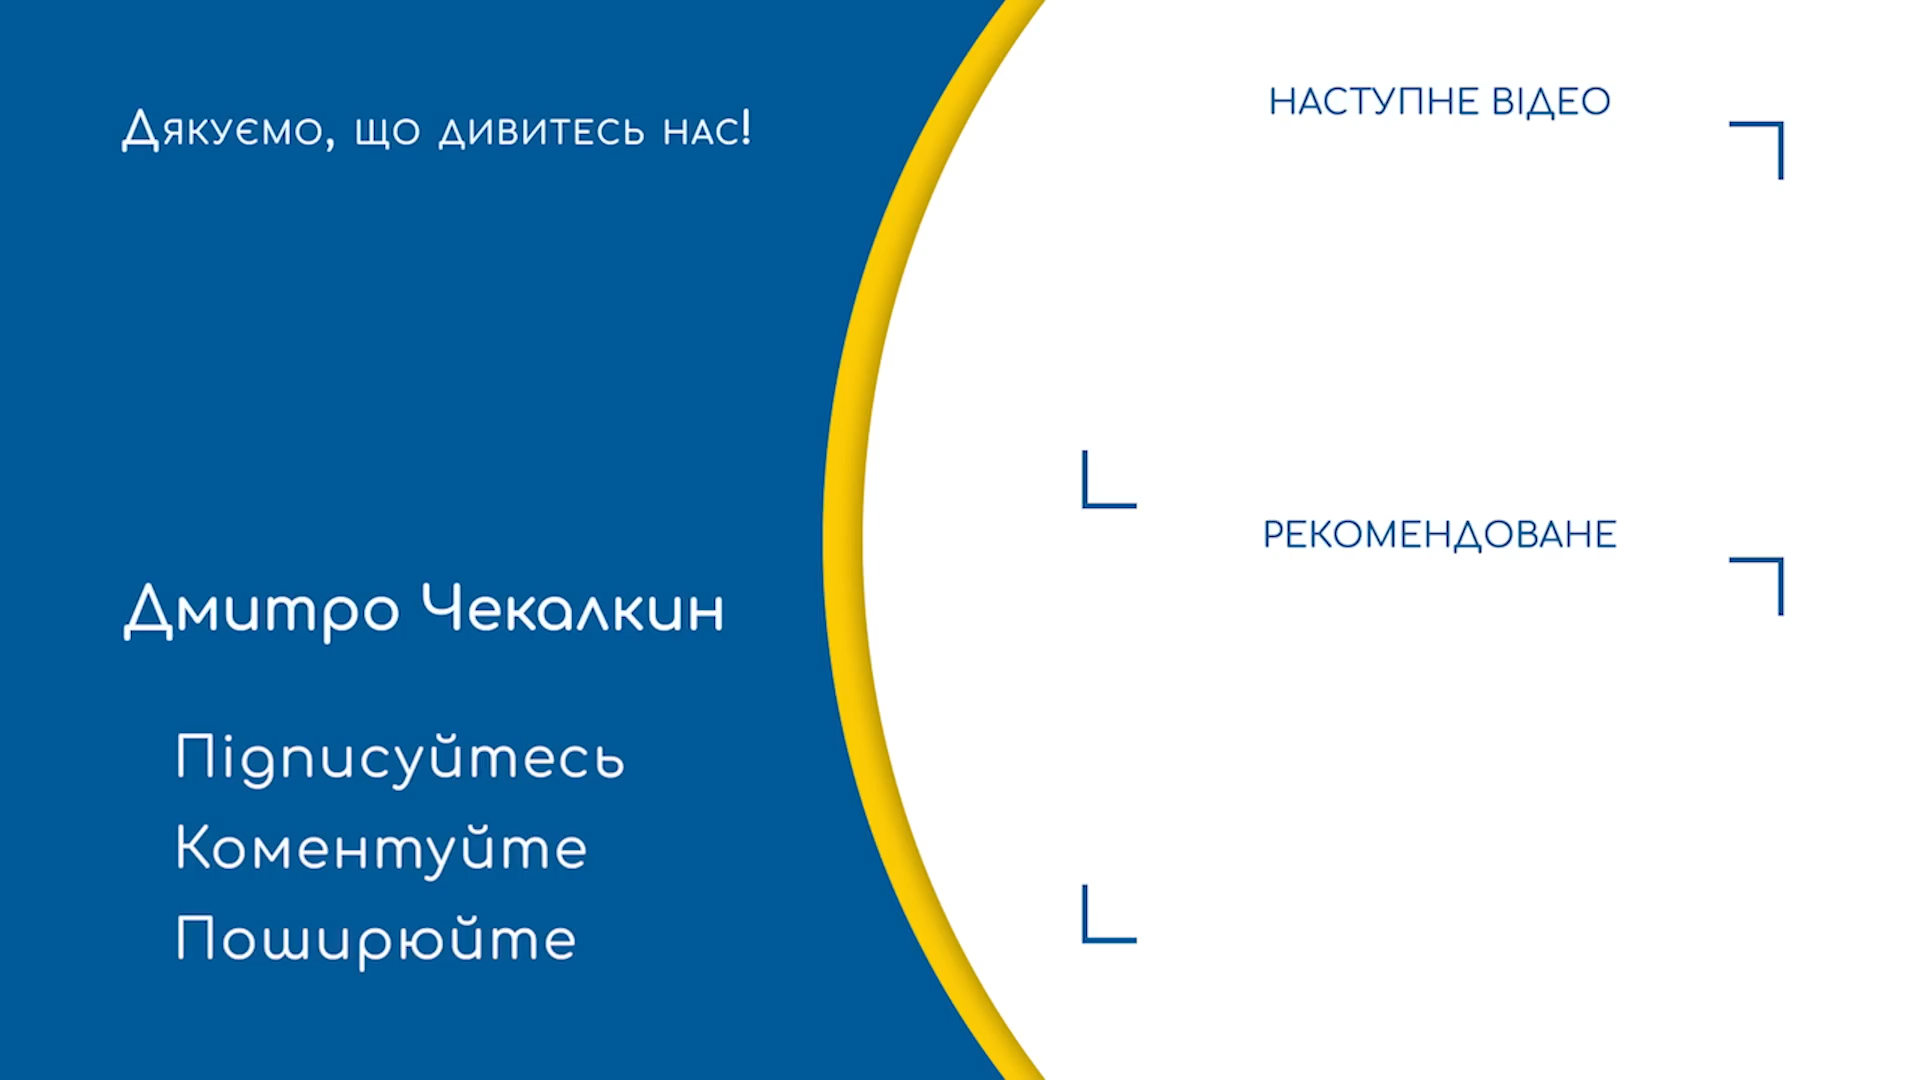 Дякуємо, що дивитесь нас!
Дмитро Чекалкин
Підписуйтесь
Коментуйте
Поширюйте
НАСТУПНЕ ВІДЕО
РЕКОМЕНДОВАНЕ